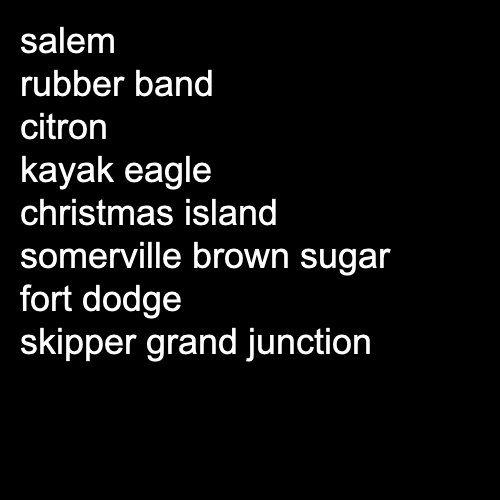 salem
rubber band
citron
kayak eagle
christmas island
somerville brown sugar
fort dodge
skipper grand junction